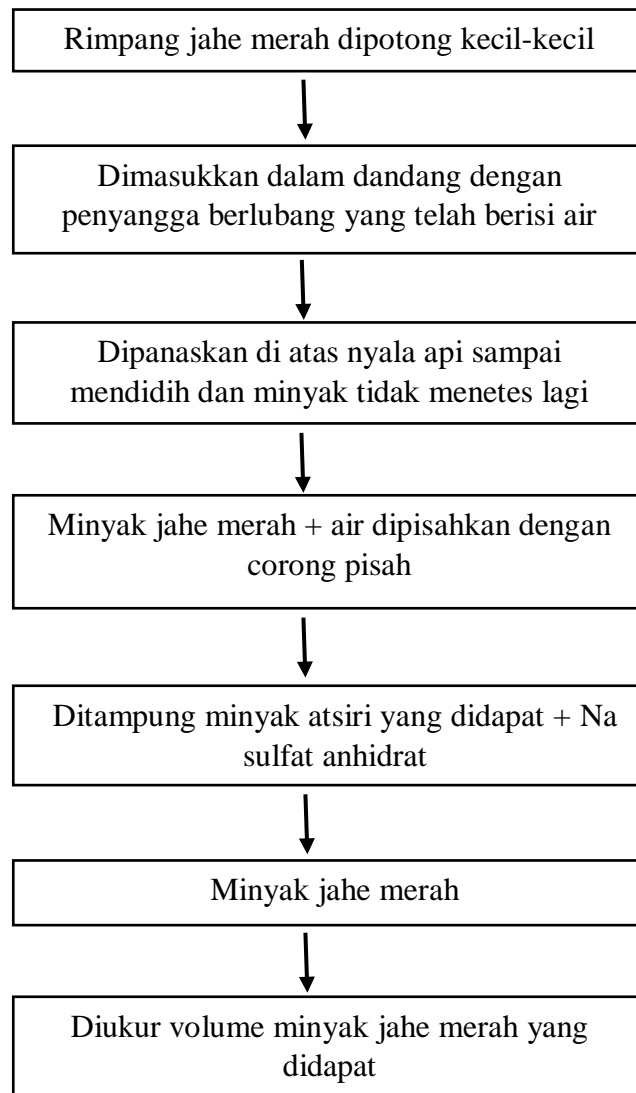 Rimpang jahe merah dipotong kecil-kecil
Dimasukkan dalam dandang dengan
penyangga berlubang yang telah berisi air
Dipanaskan di atas nyala api sampai
mendidih dan minyak tidak menetes lagi
Minyak jahe merah + air dipisahkan dengan
corong pisah
Ditampung minyak atsiri yang didapat + Na
sulfat anhidrat
Minyak jahe merah
Diukur volume minyak jahe merah yang
didapat